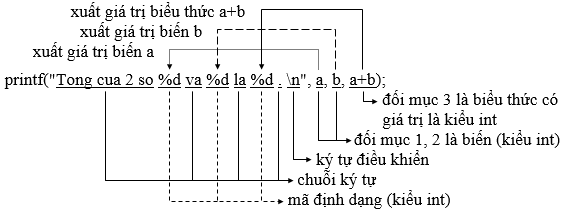 xuất giá trị biểu thức a+b
xuất giá trị biến b
xuất giá trị biến a
printf("Tong cua 2 so %d va %d la %d . \n", a, b, a+b);
đối mục 3 là biểu thức có
giá trị là kiểu int
đối mục 1, 2 là biến (kiểu int)
ký tự điều khiển
chuỗi ký tự
mã định dạng (kiểu int)